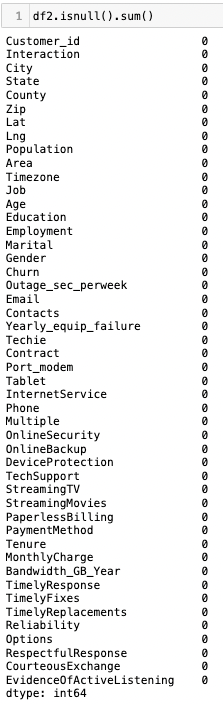 1 df2.isnull().sum()
Customer_id 0
Interaction 0
City 0
State 0
County 0
Zip 0
Lat 0
Lng 0
Population 0
Area 0
Timezone 0
Job 0
Age 0
Education 0
Employment 0
Marital 0
Gender 0
Churn 0
Outage_sec_perweek 0
Email 0
Contacts 0
Yearly_equip_failure 0
Techie 0
Contract 0
Port_modem 0
Tablet 0
InternetService 0
Phone 0
Multiple 0
OnlineSecurity 0
OnlineBackup 0
DeviceProtection 0
TechSupport 0
StreamingTV 0
StreamingMovies 0
PaperlessBilling 0
PaymentMethod 0
Tenure 0
MonthlyCharge 0
Bandwidth_GB_Year 0
TimelyResponse 0
TimelyFixes 0
TimelyReplacements 0
Reliability 0
Options 0
RespectfulResponse 0
CourteousExchange 0
EvidenceOfActiveListening 0
dtype: int64